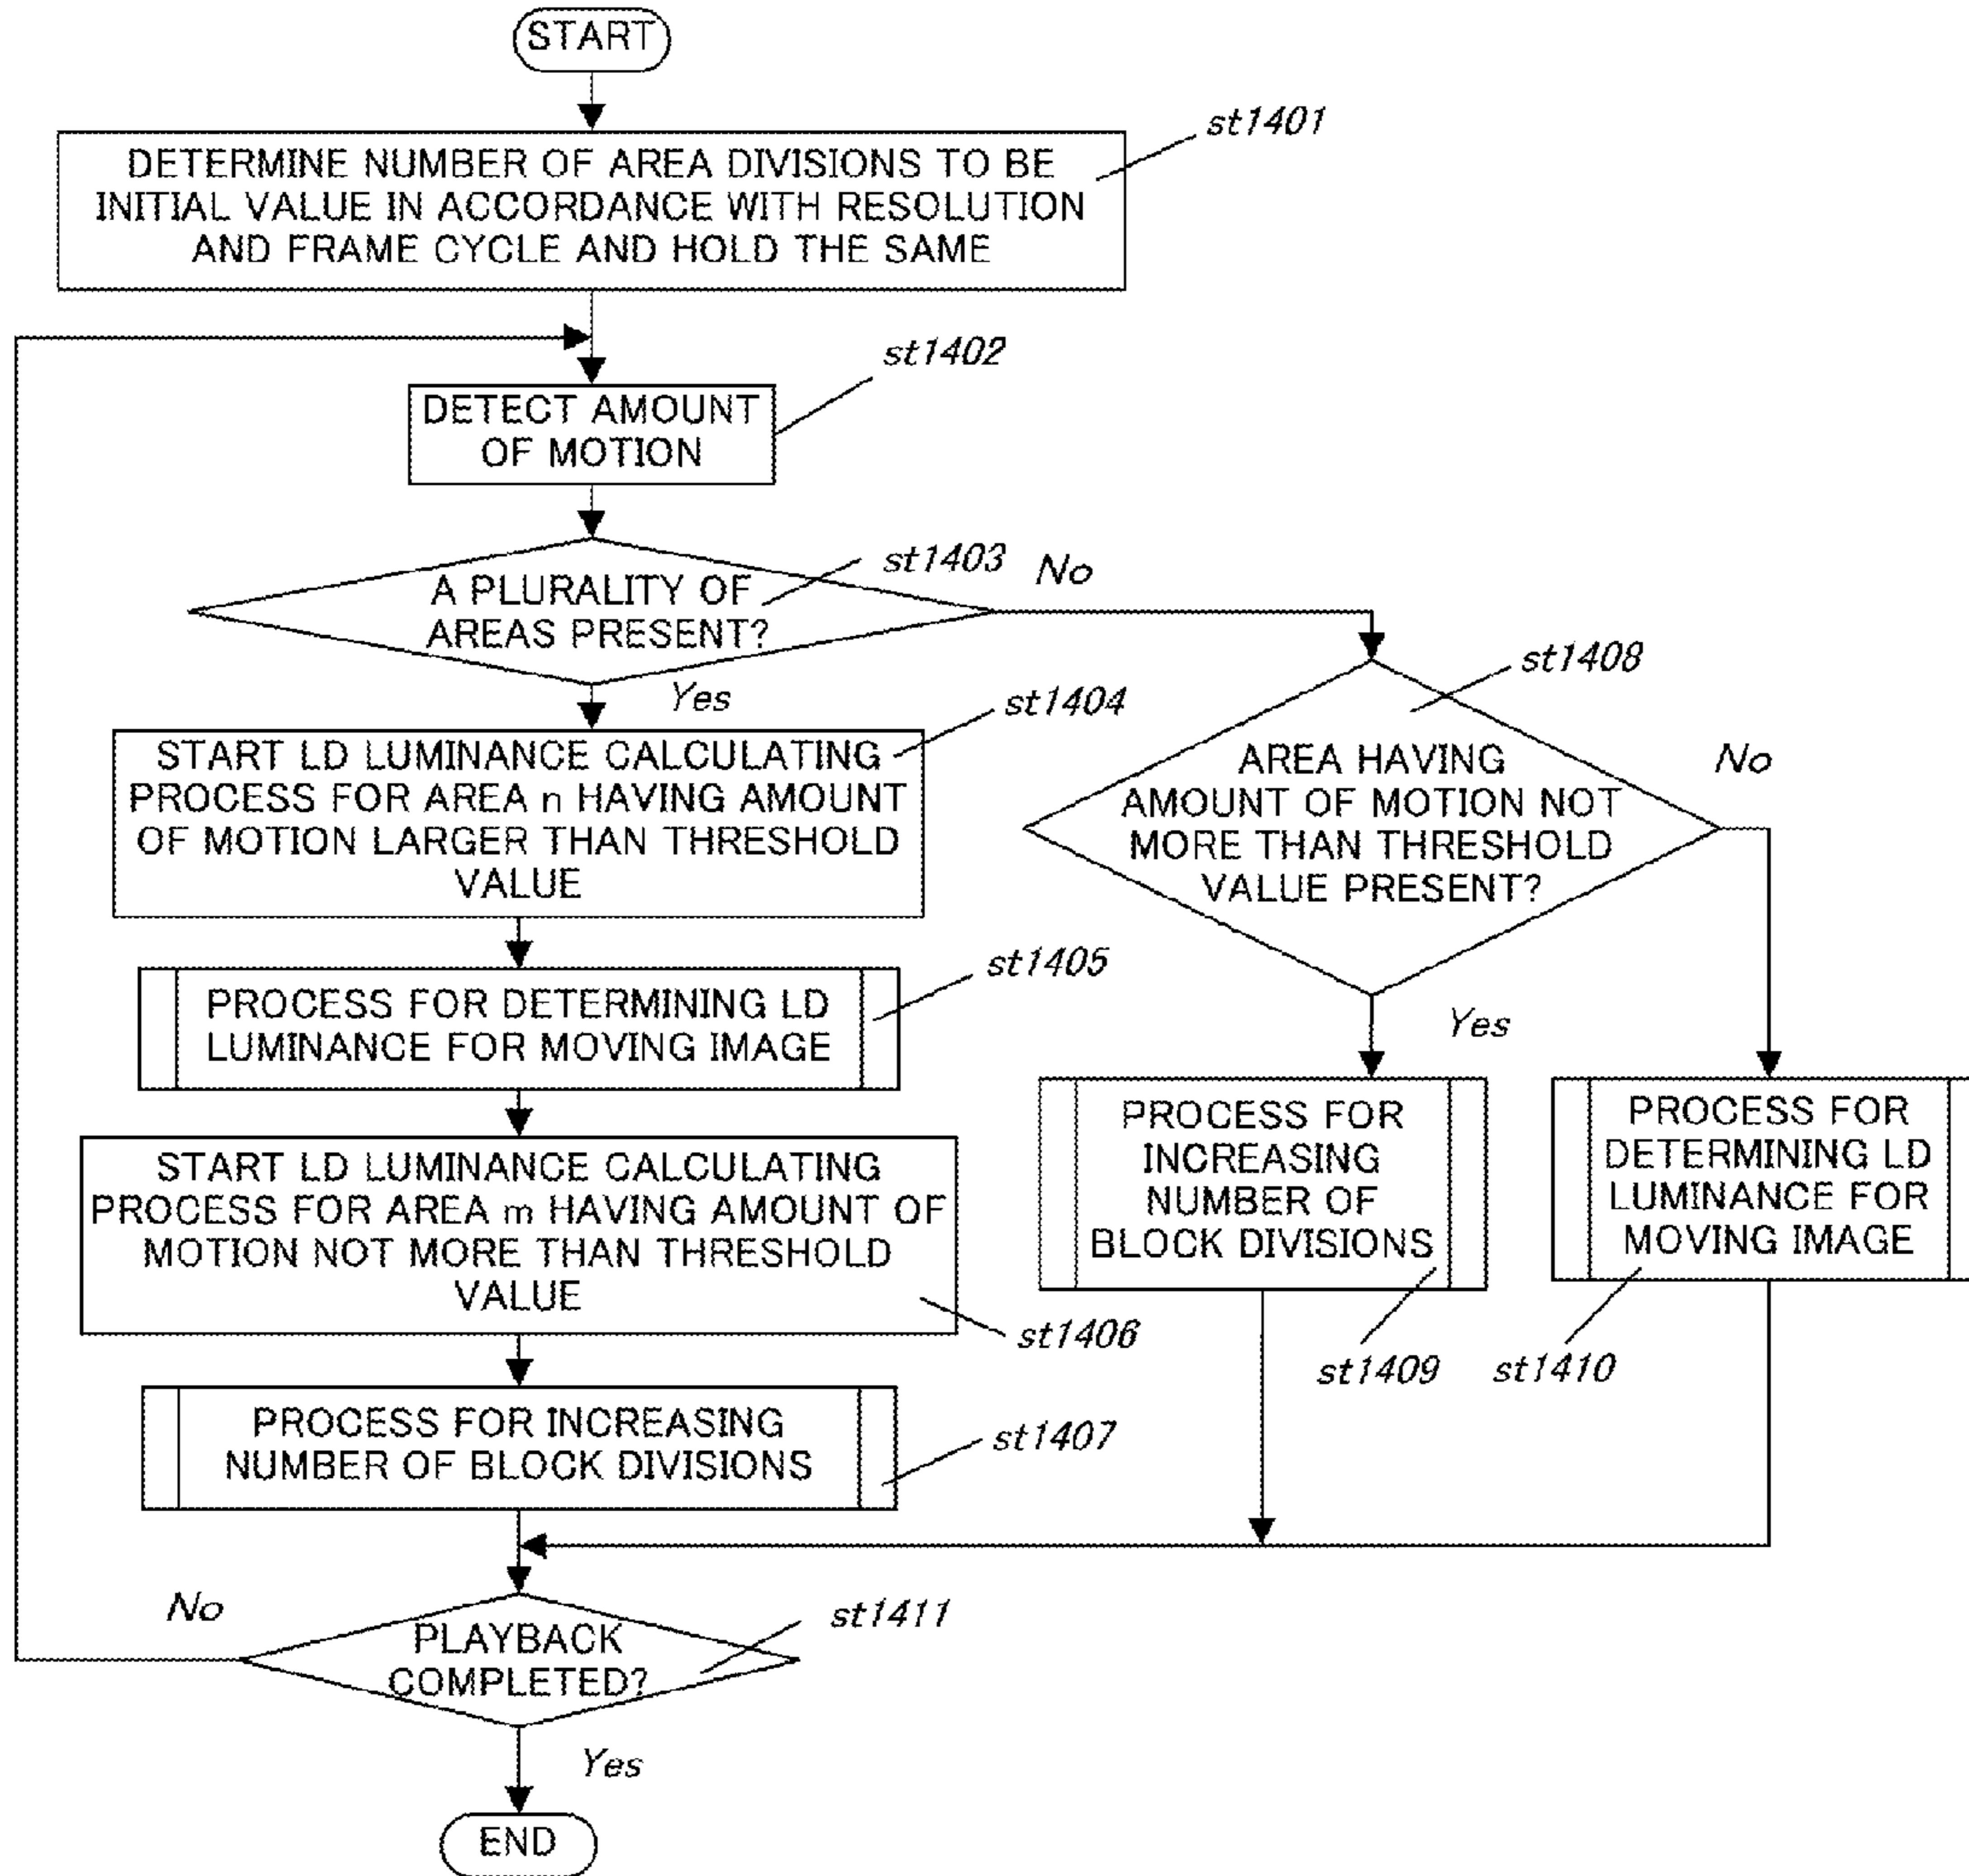 START
st1401
DETERMINE NUMBER OF AREA DIVISIONS TO BE
INITIAL VALUE IN ACCORDANCE WITH RESOLUTION
AND FRAME CYCLE AND HOLD THE SAME
st1402
DETECT AMOUNT
OF MOTION
st1403
No
A PLURALITY OF
AREAS PRESENT?
Yes
st1404
START LD LUMINANCE CALCULATING
PROCESS FOR AREA n HAVING AMOUNT
OF MOTION LARGER THAN THRESHOLD
VALUE
st1405
PROCESS FOR DETERMINING LD
LUMINANCE FOR MOVING IMAGE
START LD LUMINANCE CALCULATING
PROCESS FOR AREA m HAVING AMOUNT OF
MOTION NOT MORE THAN THRESHOLD
VALUE
st1406
PROCESS FOR INCREASING
NUMBER OF BLOCK DIVISIONS
st1407
st1408
AREA HAVING
AMOUNT OF MOTION NOT
MORE THAN THRESHOLD
VALUE PRESENT?
No
Yes
PROCESS FOR
INCREASING
NUMBER OF
BLOCK DIVISIONS
st1409
PROCESS FOR
DETERMINING LD
LUMINANCE FOR
MOVING IMAGE
st1410
No
st1411
PLAYBACK
COMPLETED?
Yes
END